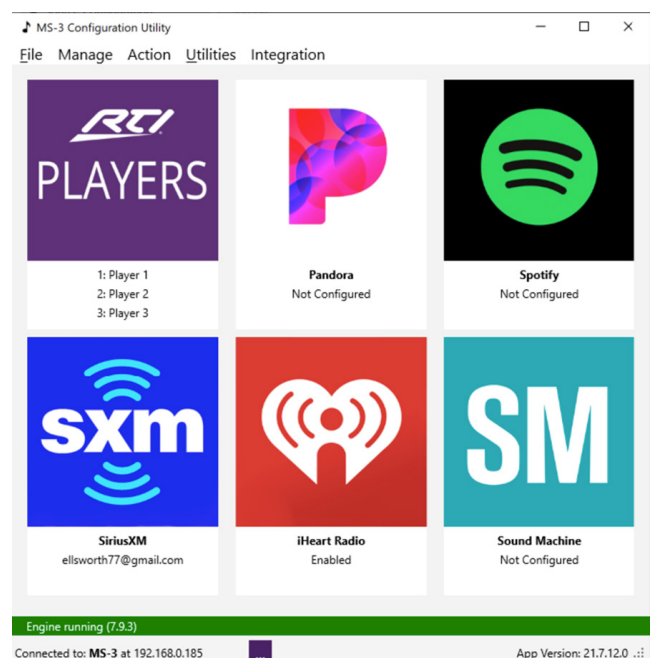 MS-3 Configuration Utility
File Manage Action Utilities Integration
RTI
PLAYERS
1: Player 1
2: Player 2
3: Player 3
Pandora
Not Configured
Spotify
Not Configured
sxm
SiriusXM
ellsworth77@gmail.com
iHeart Radio
Enabled
SM
Sound Machine
Not Configured
Engine running (7.9.3)
Connected to: MS-3 at 192.168.0.185
...
App Version: 21.7.12.0